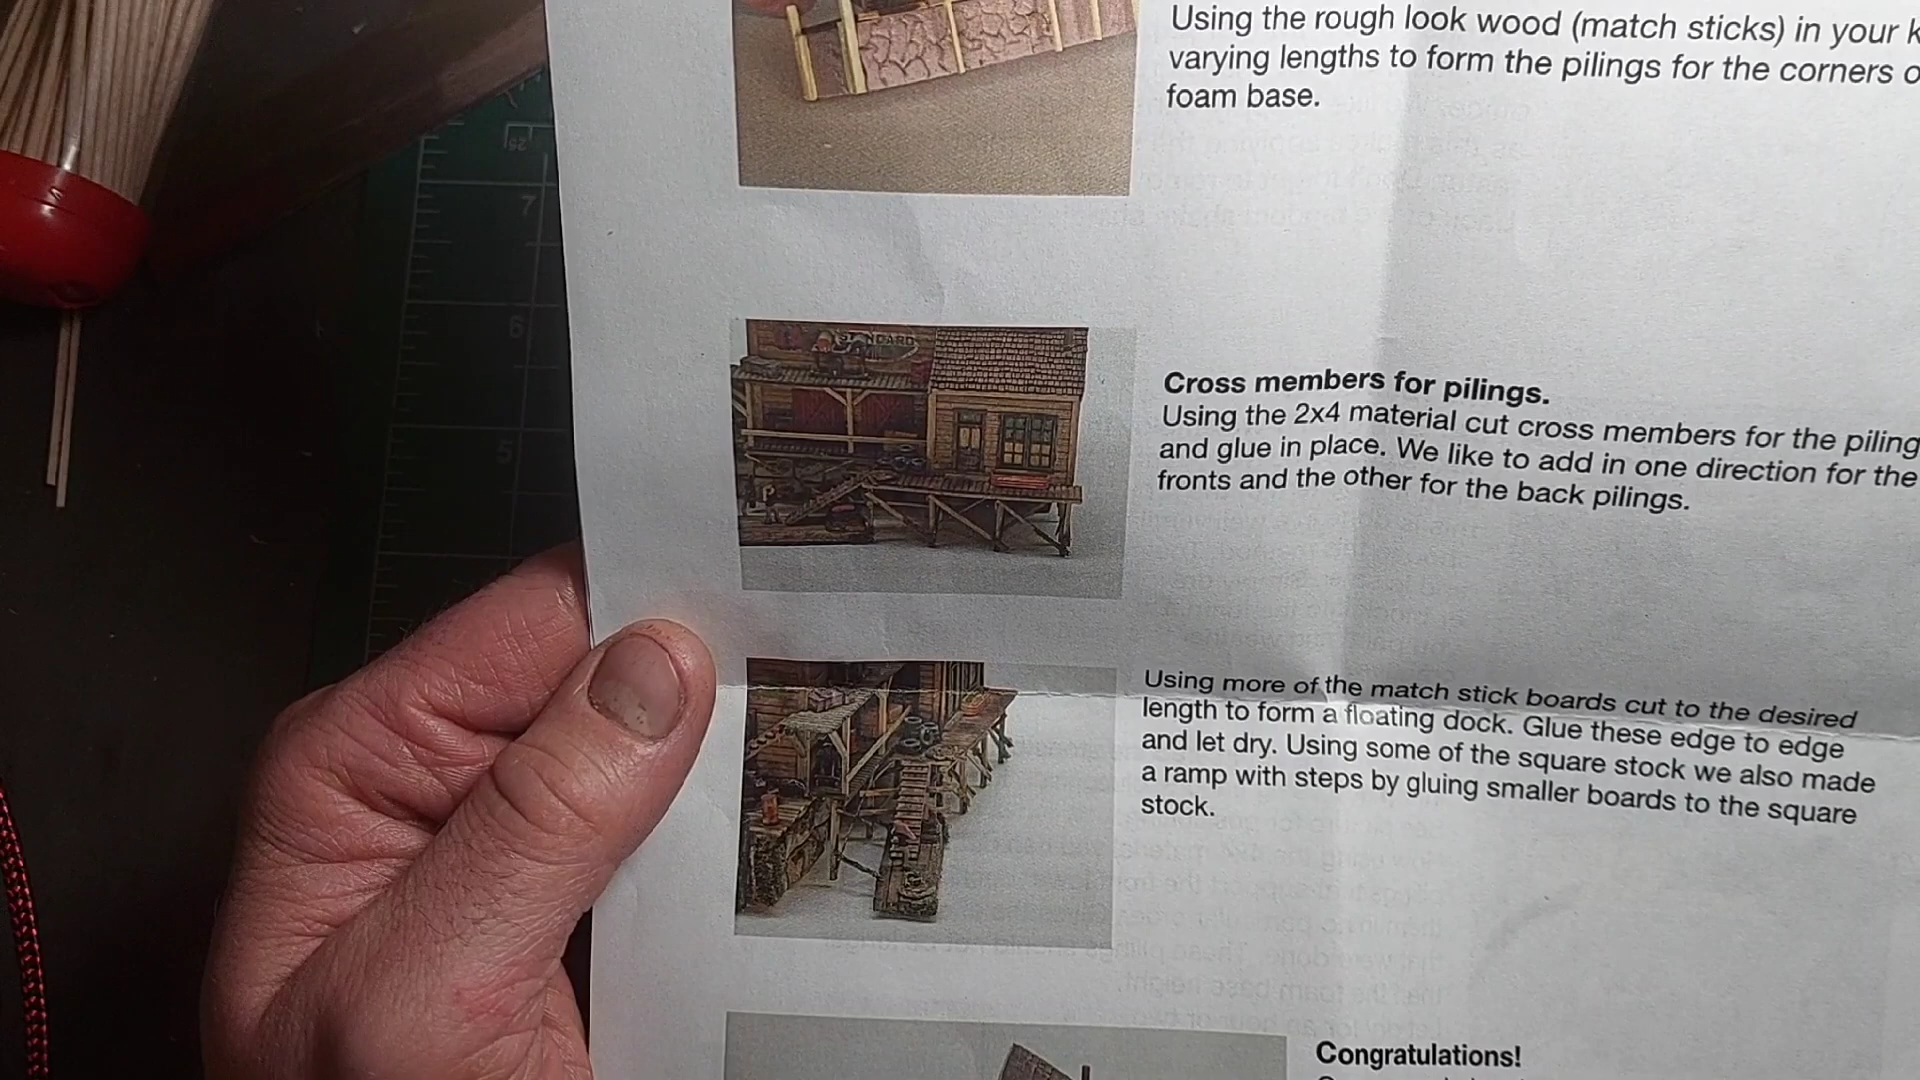 Using the rough look wood (match sticks) in your
varying lengths to form the pilings for the corners
foam base.
Cross members for pilings.
Using the 2x4 material cut cross members for the piling
and glue in place. We like to add in one direction for the
fronts and the other for the back pilings.
Using more of the match stick boards cut to the desired
length to form a floating dock. Glue these edge to edge
and let dry. Using some of the square stock we also made
a ramp with steps by gluing smaller boards to the square
stock.
Congratulations!
7
6
5